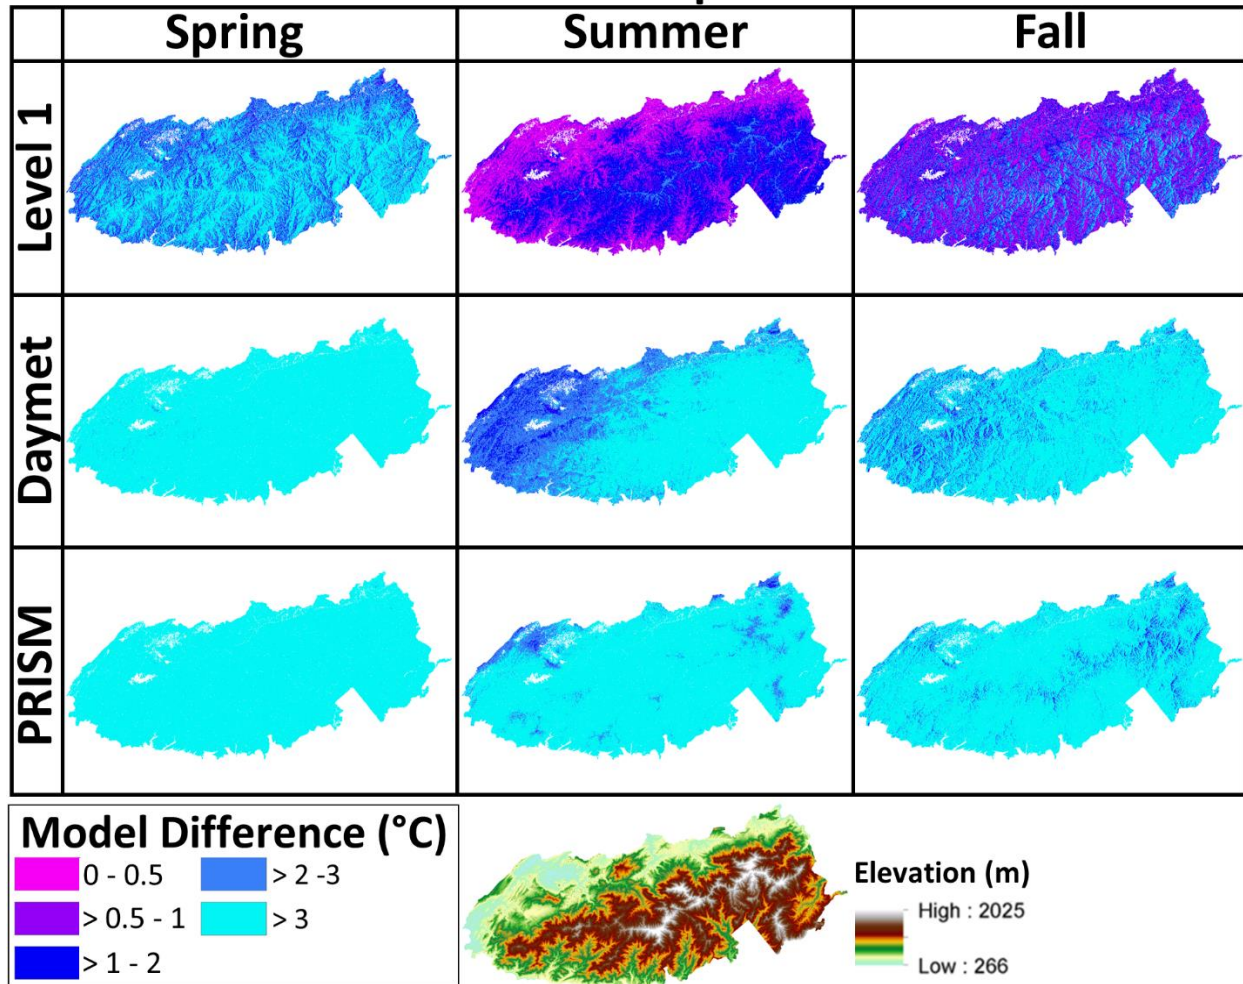 Spring Summer Fall
Level 1
Daymet
PRISM
Model Difference (°C)
0 - 0.5 > 2 -3
> 0.5 - 1 > 3
> 1 - 2
Elevation (m)
High : 2025
Low : 266